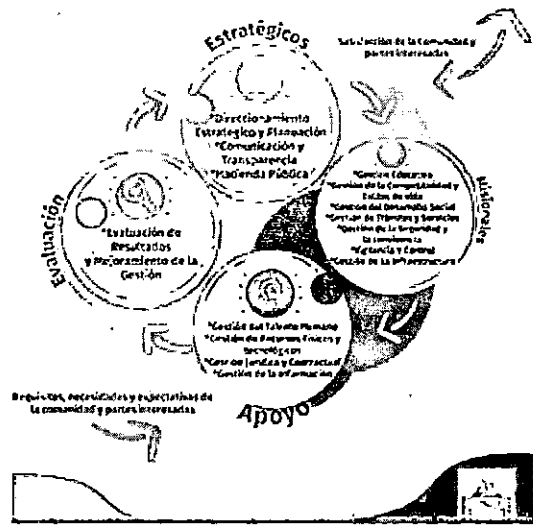 Estratégicos
Satisfacción de la Comunidad y
partes interesadas
*Direccionamiento
Estratégico y Planeación
*Comunicación y
Transparencia
*Hacienda Pública
Misionales
*Gestión Educativa
*Gestión de la Competitividad y
Estilos de vida
*Gestión del Desarrollo Social
*Gestión de Trámites y Servicios
*Gestión de la Seguridad y
la convivencia
*Vigilancia y Control
*Gestión de la Infraestructura
Evaluación
*Evaluación de
Resultados
y Mejoramiento de la
Gestión
*Gestión del Talento Humano
*Gestión de Recursos Físicos y
tecnológicos
*Gestión Jurídica y Contractual
*Gestión de la Información
Apoyo
Requisitos, necesidades y expectativas de
la comunidad y partes interesadas